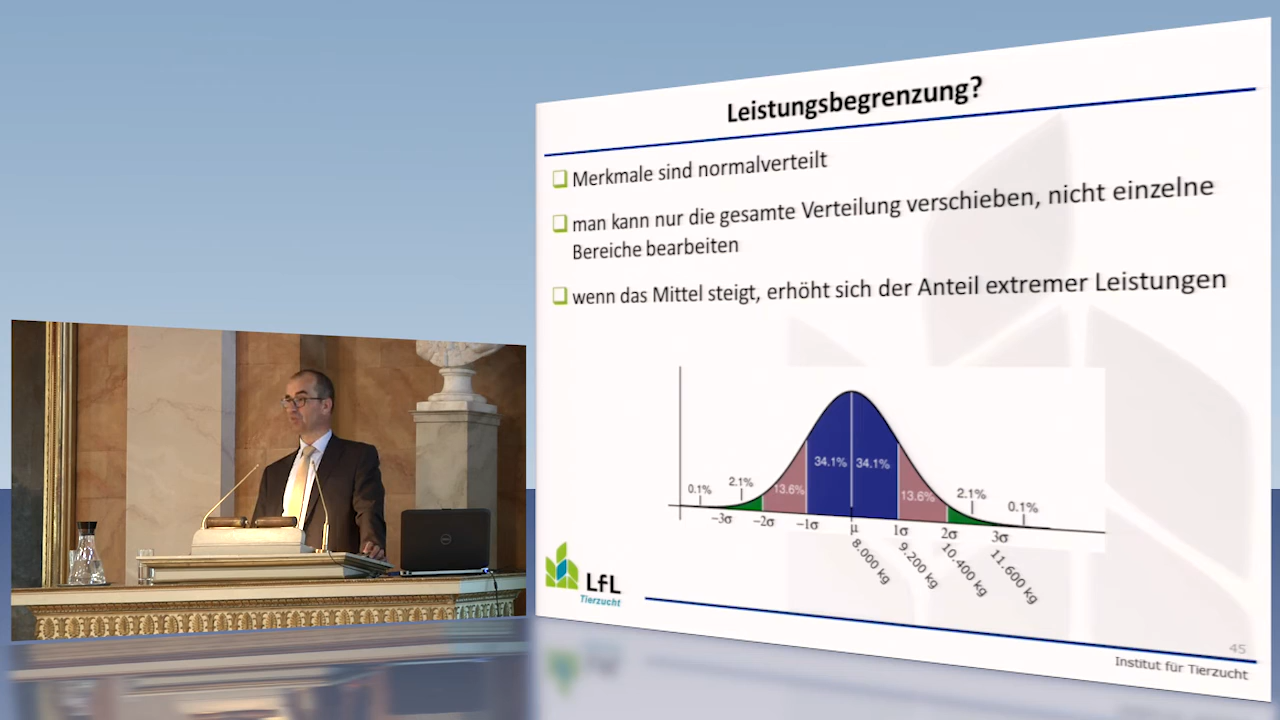 Leistungsbegrenzung?
Merkmale sind normalverteilt
man kann nur die gesamte Verteilung verschieben, nicht einzelne
Bereiche bearbeiten
wenn das Mittel steigt, erhöht sich der Anteil extremer Leistungen
34.1% 34.1%
0.1% 2.1% 13.6% 13.6% 2.1% 0.1%
−3σ −2σ −1σ μ 1σ 2σ 3σ
8.000 kg 9.200 kg 10.400 kg 11.600 kg
LfL
Tierzucht
45
Institut für Tierzucht